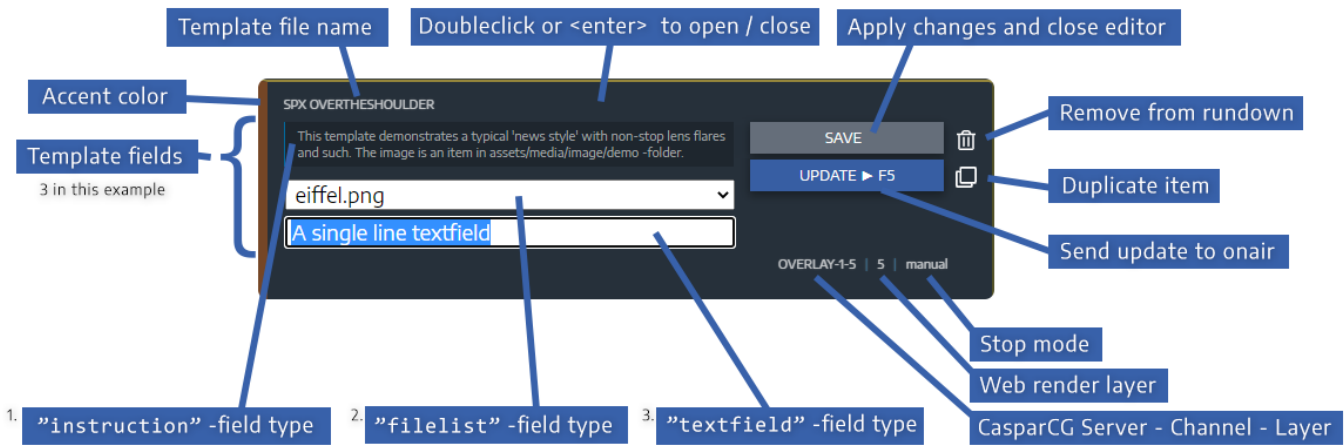 Template file name
Doubleclick or <enter> to open / close
Apply changes and close editor
Accent color
SPX OVERTHESHOULDER
Remove from rundown
This template demonstrates a typical 'news style' with non-stop lens flares
and such. The image is an item in assets/media/image/demo -folder.
SAVE
Template fields
3 in this example
UPDATE ► F5
Duplicate item
eiffel.png
A single line textfield
Send update to onair
OVERLAY-1-5 | 5 | manual
Stop mode
Web render layer
1. ”instruction” -field type
2. ”filelist” -field type
3. ”textfield” -field type
CasparCG Server - Channel - Layer